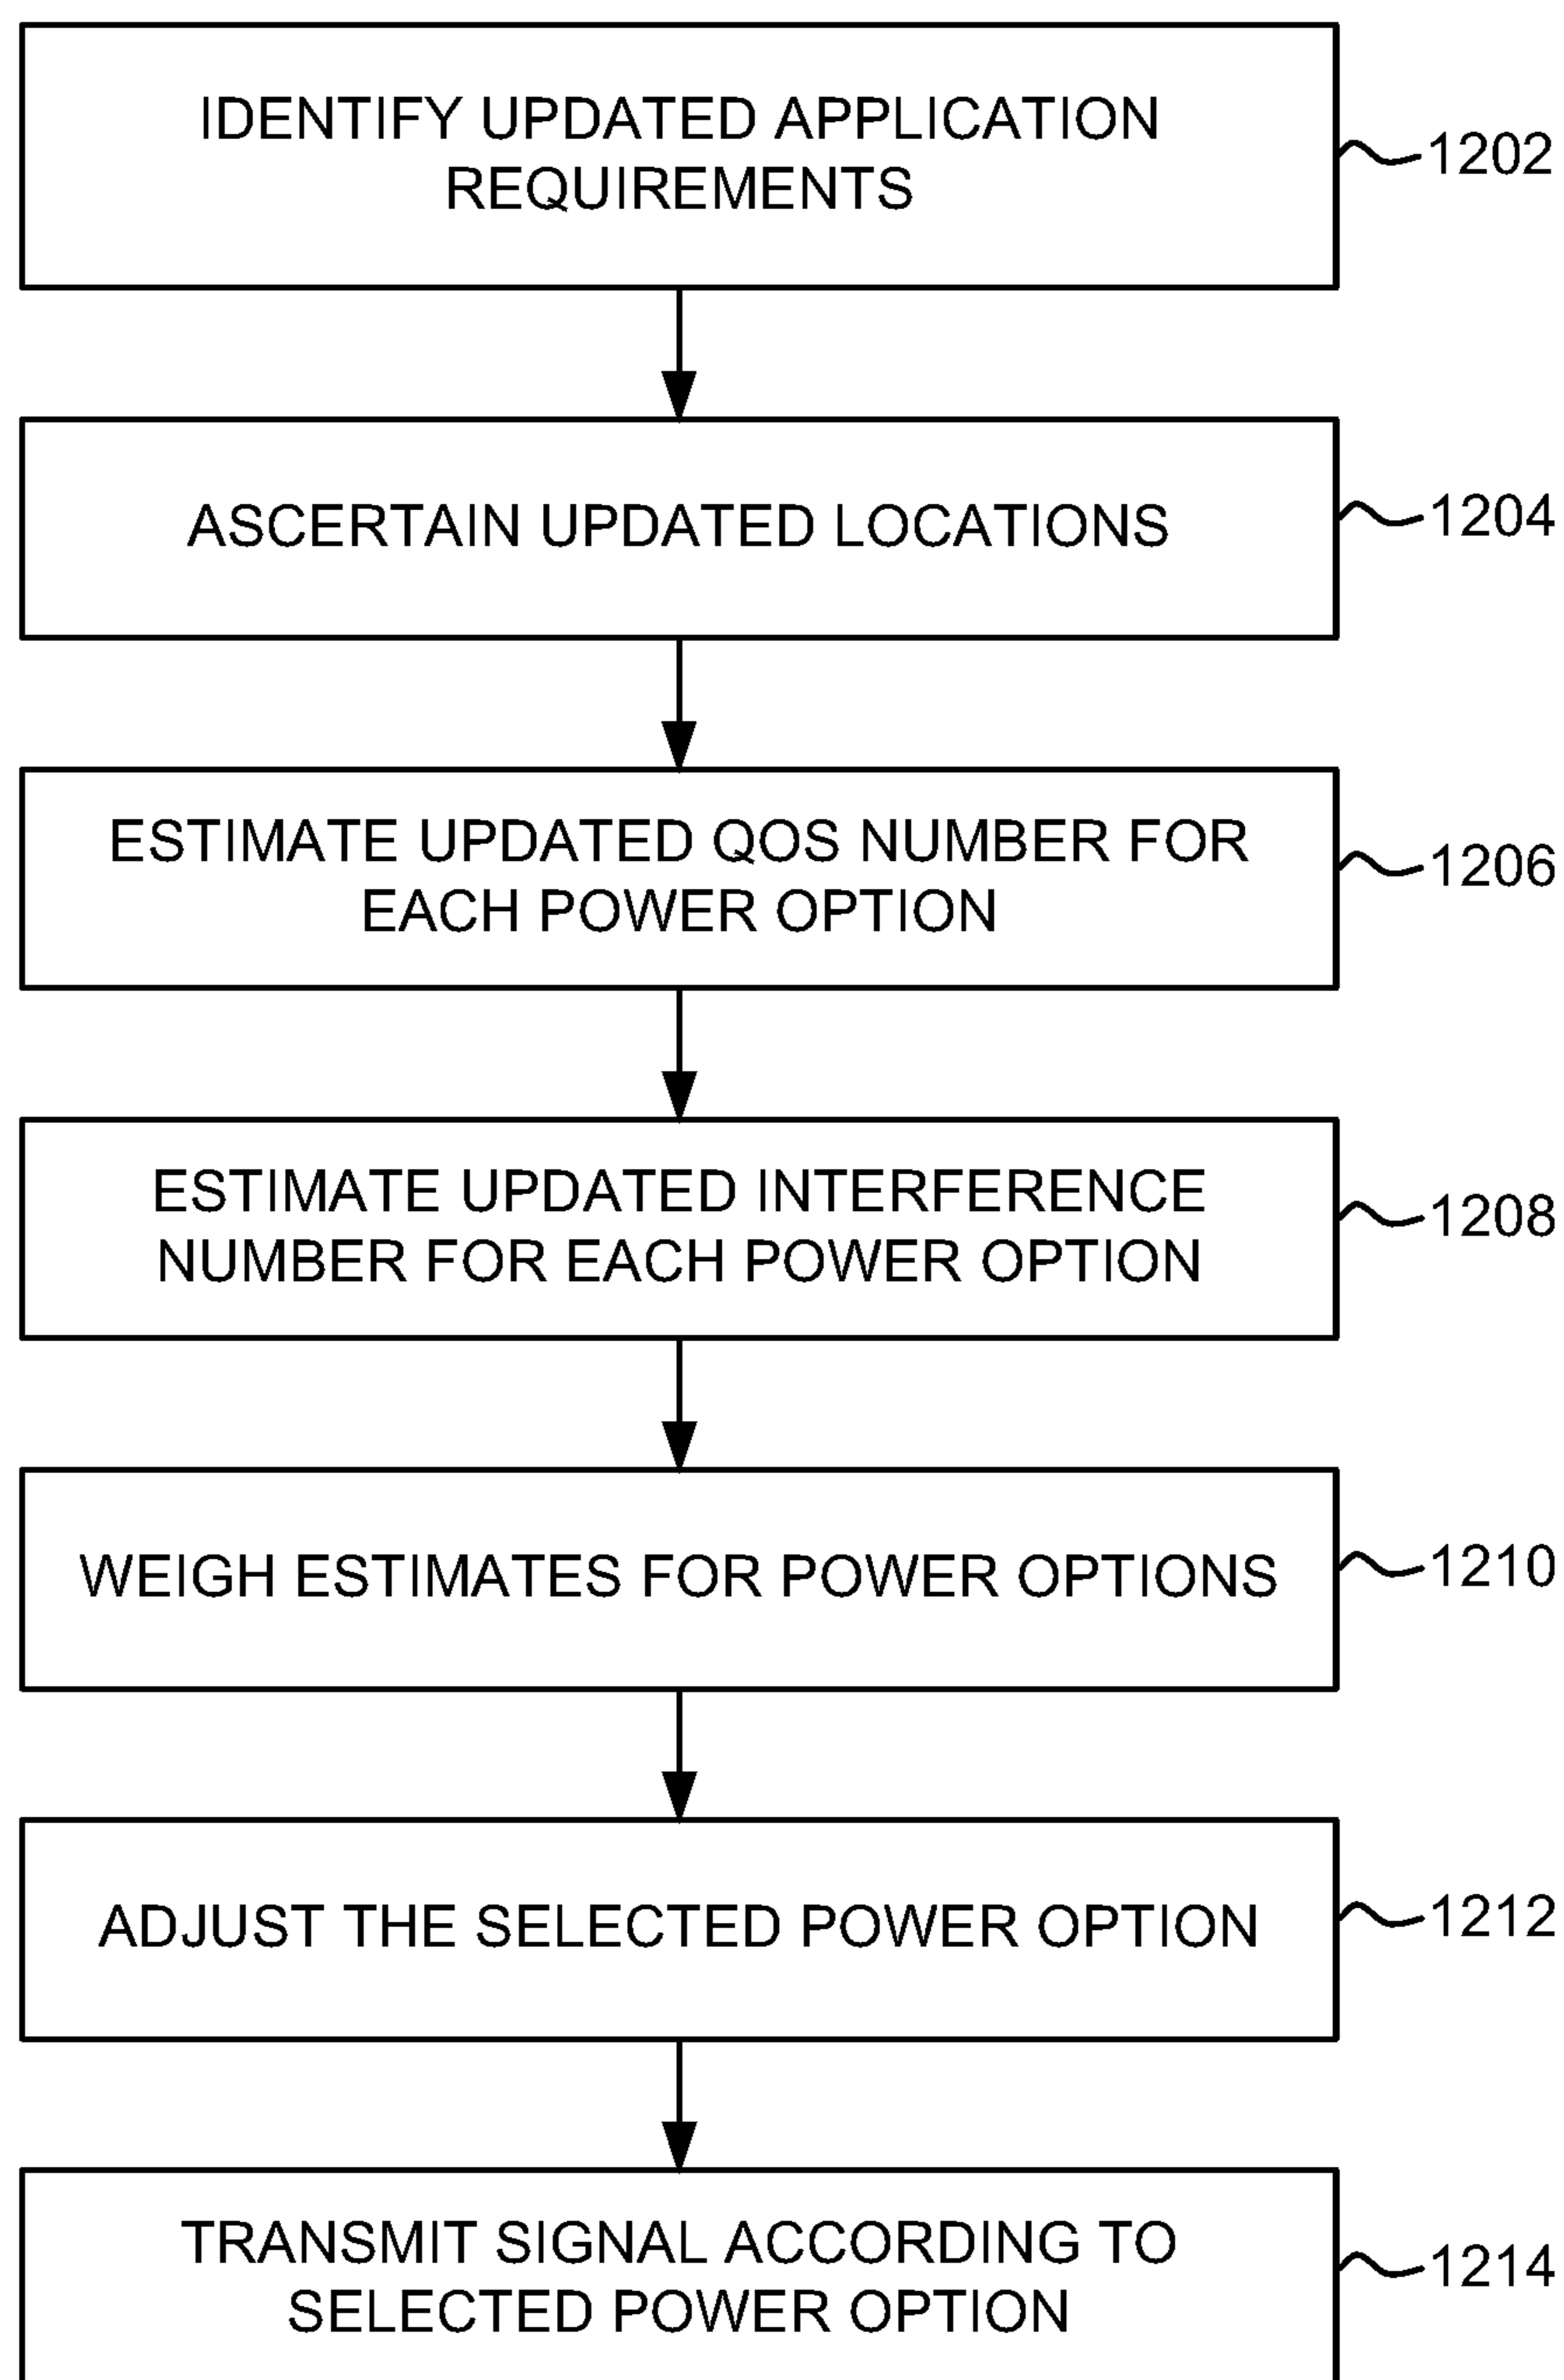 IDENTIFY UPDATED APPLICATION
REQUIREMENTS
1202
ASCERTAIN UPDATED LOCATIONS
1204
ESTIMATE UPDATED QOS NUMBER FOR
EACH POWER OPTION
1206
ESTIMATE UPDATED INTERFERENCE
NUMBER FOR EACH POWER OPTION
1208
WEIGH ESTIMATES FOR POWER OPTIONS
1210
ADJUST THE SELECTED POWER OPTION
1212
TRANSMIT SIGNAL ACCORDING TO
SELECTED POWER OPTION
1214